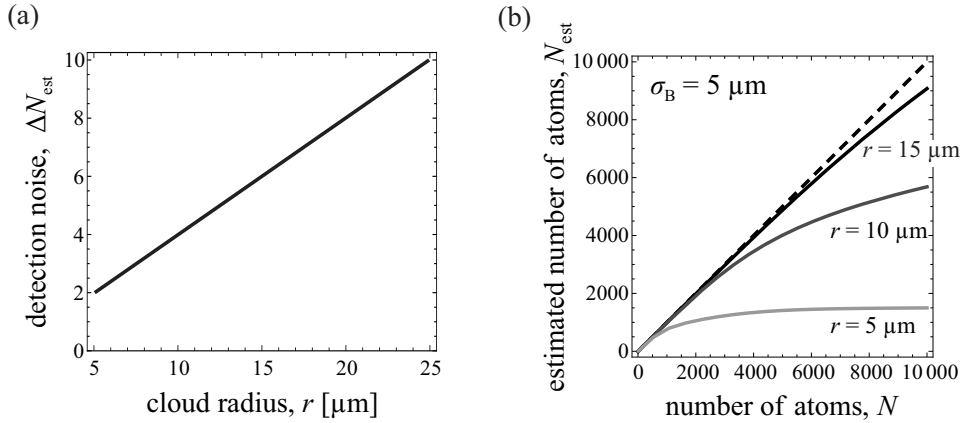 (a)
detection noise, ΔN_est
10
8
6
4
2
0
5
10
15
20
25
cloud radius, r [µm]
(b)
estimated number of atoms, N_est
10 000
8000
6000
4000
2000
0
σ_B = 5 µm
r = 15 µm
r = 10 µm
r = 5 µm
0
2000
4000
6000
8000
10 000
number of atoms, N